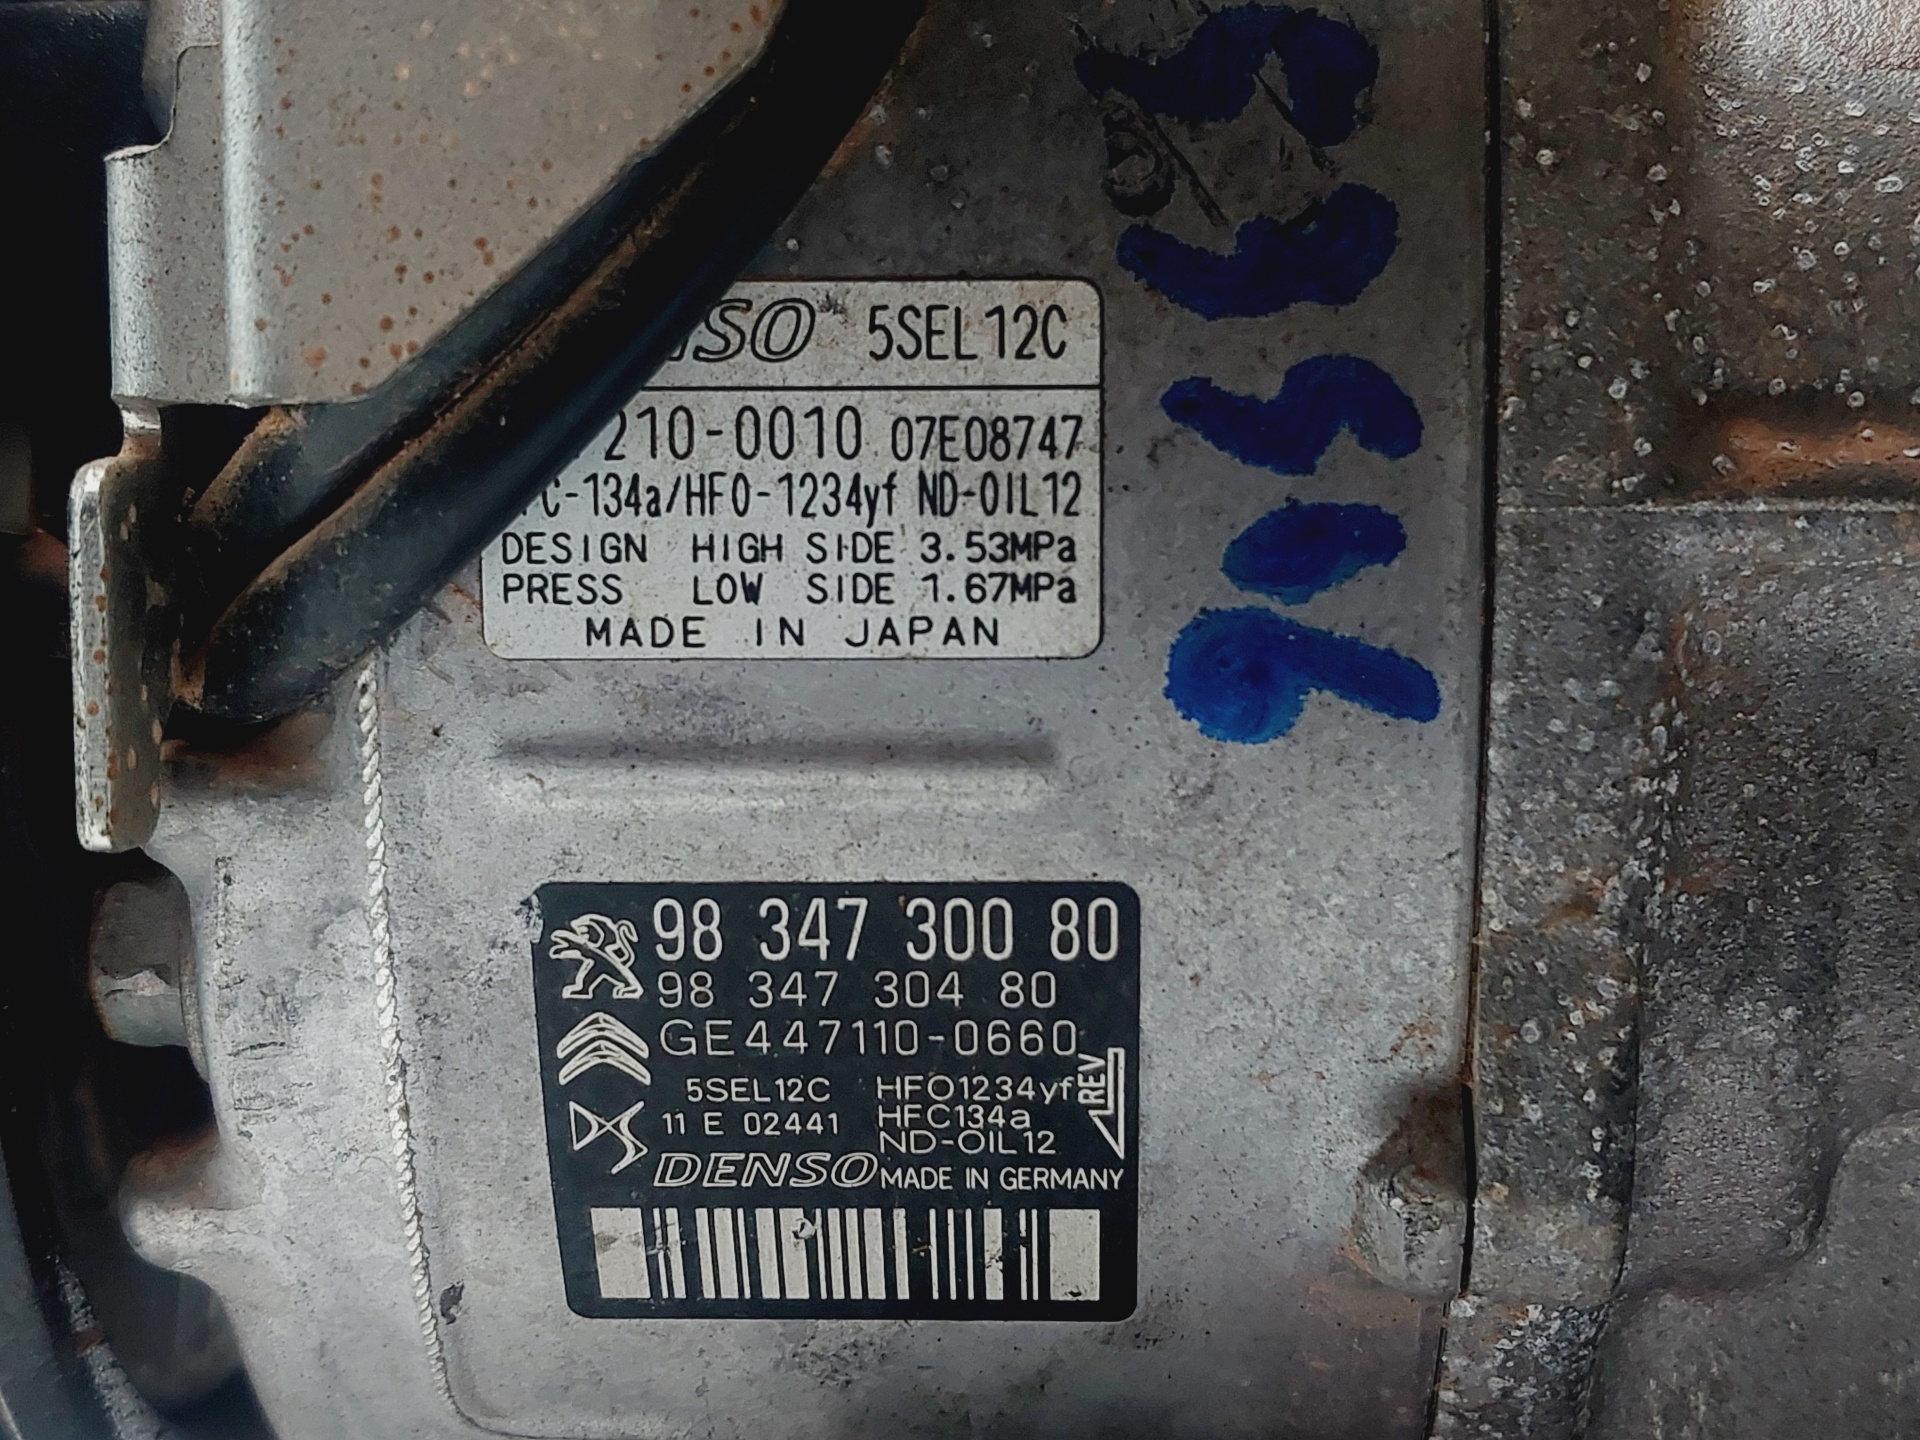 5SEL12C
210-0010 07E08747
C-134a/HFO-1234yf ND-OIL12
DESIGN HIGH SIDE 3.53MPa
PRESS LOW SIDE 1.67MPa
MADE IN JAPAN
98 347 300 80
98 347 304 80
GE447110-0660
5SEL12C HFO1234yf
11 E 02441 HFC134a
ND-OIL12
REV
DENSO MADE IN GERMANY